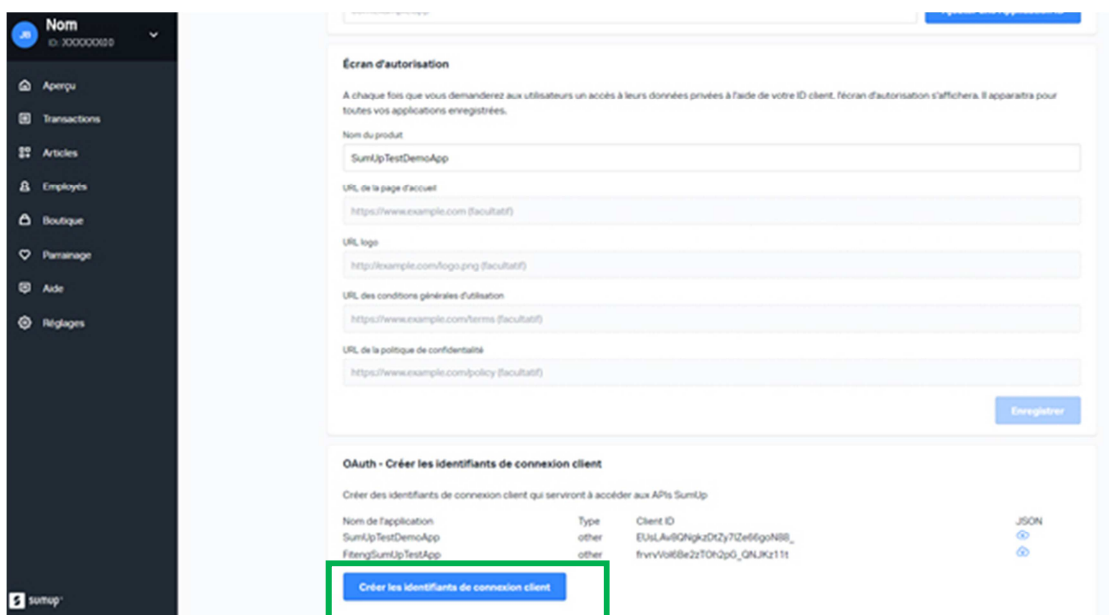 JB
Nom
Aperçu
Transactions
Articles
Employés
Boutique
Parrainage
Aide
Réglages
sumup
Écran d'autorisation
A chaque fois que vous demanderez aux utilisateurs un accès à leurs données privées à l'aide de votre ID client, l'écran d'autorisation s'affichera. Il apparaitra pour
toutes vos applications enregistrées.
Nom du produit
SumUpTestDemoApp
URL de la page d'accueil
https://www.example.com (facultatif)
URL logo
http://example.com/logo.png (facultatif)
URL des conditions générales d'utilisation
https://www.example.com/terms (facultatif)
URL de la politique de confidentialité
https://www.example.com/policy (facultatif)
Enregistrer
OAuth - Créer les identifiants de connexion client
Créer des identifiants de connexion client qui serviront à accéder aux APIs SumUp
Nom de l'application Type Client ID JSON
SumUpTestDemoApp other
FitengSumUpTestApp other
Créer les identifiants de connexion client